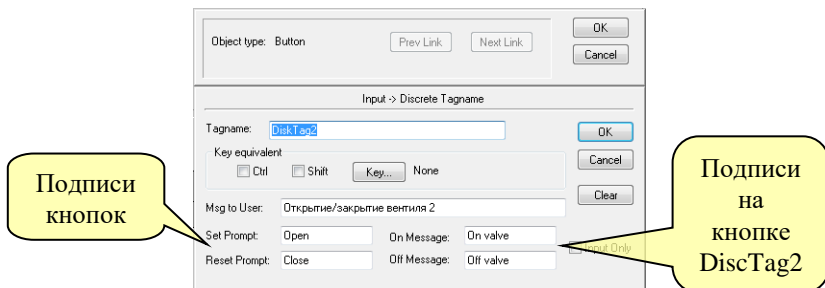 Object type: Button
Prev Link
Next Link
OK
Cancel
Input -> Discrete Tagname
Tagname: DiskTag2
OK
Key equivalent
Ctrl
Shift
Key... None
Cancel
Clear
Msg to User: Открытие/закрытие вентиля 2
Set Prompt: Open On Message: On valve
Input Only
Reset Prompt: Close Off Message: Off valve
Подписи
кнопок
Подписи
на
кнопке
DiscTag2